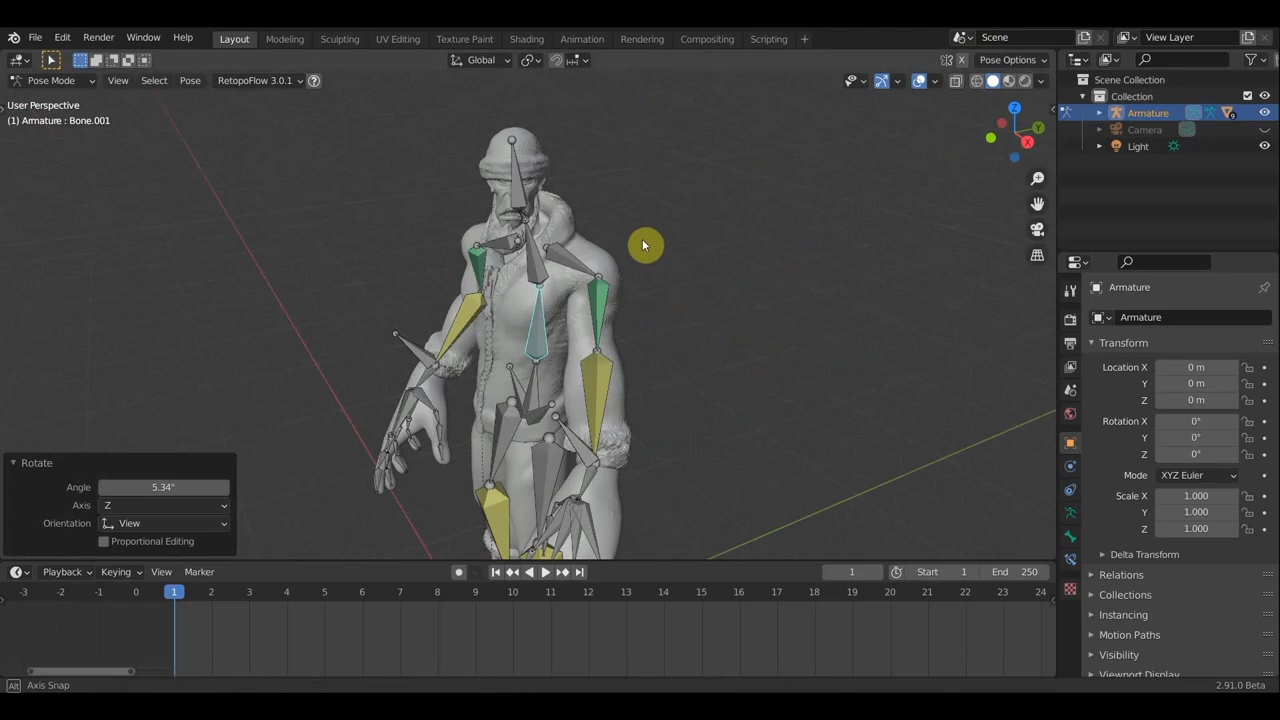 File Edit Render Window Help
Layout Modeling Sculpting UV Editing Texture Paint Shading Animation Rendering Compositing Scripting +
Scene View Layer
Global Pose Options
X
Pose Mode View Select Pose RetopoFlow 3.0.1 ?
User Perspective
(1) Armature : Bone.001
Z
Y
X
Scene Collection
Collection
Armature
9
Camera
Light
Armature
Armature
Transform
Location X 0 m
Y 0 m
Z 0 m
Rotation X 0°
Y 0°
Z 0°
Mode XYZ Euler
Scale X 1.000
Y 1.000
Z 1.000
Delta Transform
Relations
Collections
Instancing
Motion Paths
Visibility
Viewport Display
Rotate
Angle 5.34°
Axis Z
Orientation View
Proportional Editing
Playback Keying View Marker
1 Start 1 End 250
-3 -2 -1 0 1 2 3 4 5 6 7 8 9 10 11 12 13 14 15 16 17 18 19 20 21 22 23 24
Alt Axis Snap
2.91.0 Beta